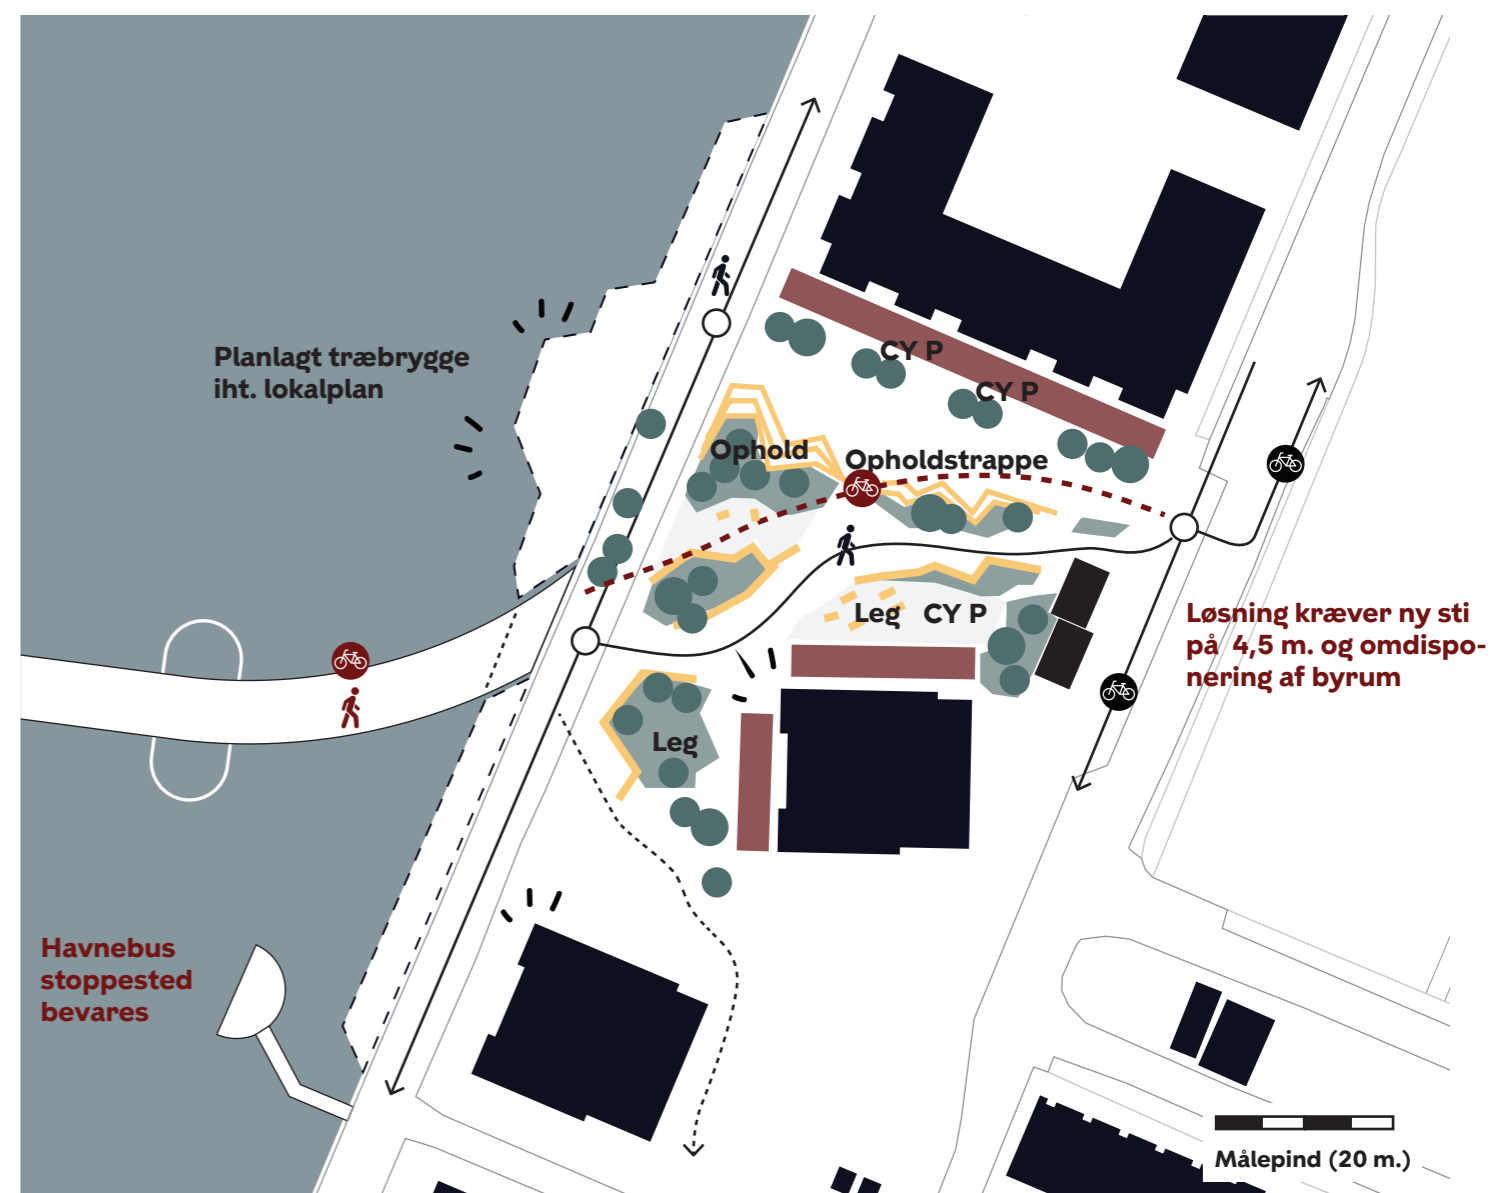 CY P
CY P
Planlagt træbrygge
iht. lokalplan
Ophold
Opholdstrappe
Leg CY P
Løsning kræver ny sti
på 4,5 m. og omdispo-
nering af byrum
Leg
Havnebus
stoppested
bevares
Målepind (20 m.)